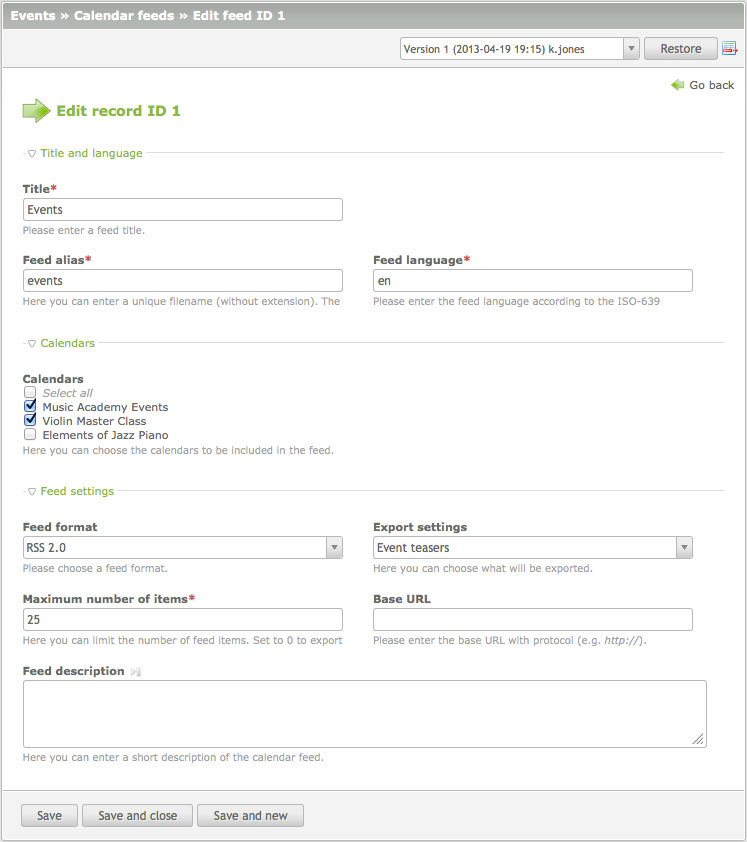 Events » Calendar feeds » Edit feed ID 1
Version 1 (2013-04-19 19:15) k.jones Restore
Go back
Edit record ID 1
Title and language
Title*
Events
Please enter a feed title.
Feed alias* Feed language*
events en
Here you can enter a unique filename (without extension). The Please enter the feed language according to the ISO-639
Calendars
Calendars
Select all
Music Academy Events
Violin Master Class
Elements of Jazz Piano
Here you can choose the calendars to be included in the feed.
Feed settings
Feed format Export settings
RSS 2.0 Event teasers
Please choose a feed format. Here you can choose what will be exported.
Maximum number of items* Base URL
25
Here you can limit the number of feed items. Set to 0 to export Please enter the base URL with protocol (e.g. http://).
Feed description
Here you can enter a short description of the calendar feed.
Save Save and close Save and new